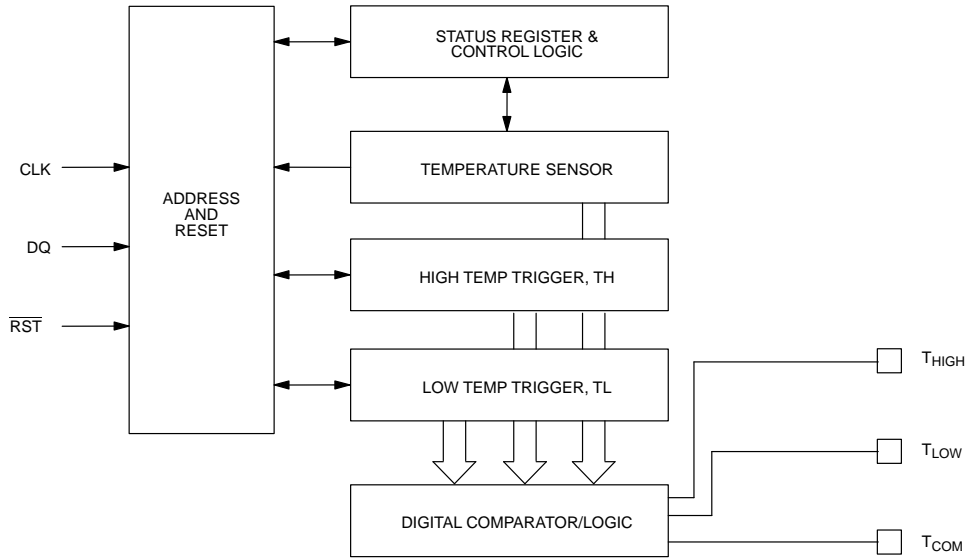 STATUS REGISTER &
CONTROL LOGIC
CLK
TEMPERATURE SENSOR
ADDRESS
AND
RESET
DQ
HIGH TEMP TRIGGER, TH
RST
THIGH
LOW TEMP TRIGGER, TL
TLOW
DIGITAL COMPARATOR/LOGIC
TCOM